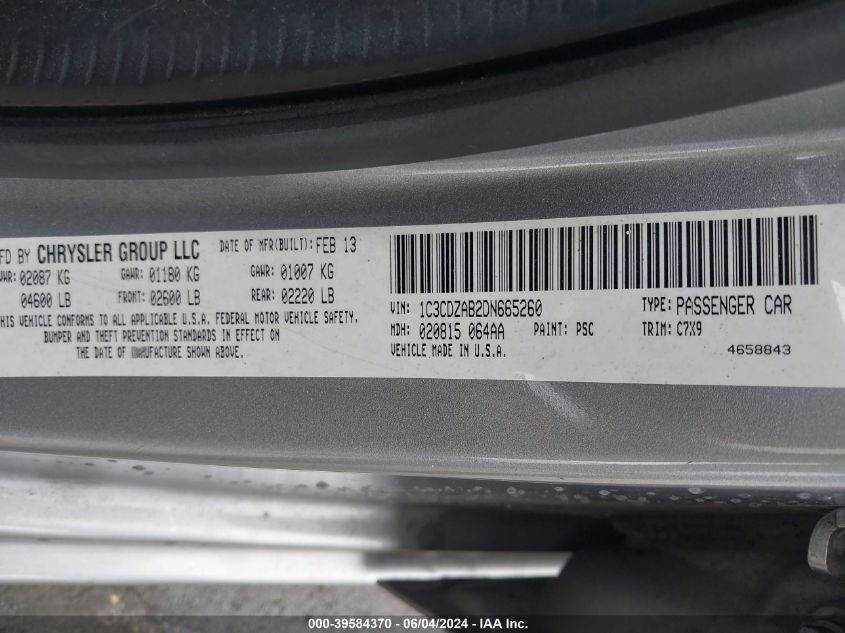 MFD BY CHRYSLER GROUP LLC DATE OF MFR(BUILT): FEB 13
GVWR: 02087 KG GAWR: 01180 KG GAWR: 01007 KG
04600 LB FRONT: 02600 LB REAR: 02220 LB
THIS VEHICLE CONFORMS TO ALL APPLICABLE U.S.A. FEDERAL MOTOR VEHICLE SAFETY,
BUMPER AND THEFT PREVENTION STANDARDS IN EFFECT ON
THE DATE OF MANUFACTURE SHOWN ABOVE.
VIN: 1C3CDZAB2DN665260 TYPE: PASSENGER CAR
MDH: 020815 064AA PAINT: PSC TRIM: C7X9
VEHICLE MADE IN U.S.A. 4658843
000-39584370 - 06/04/2024 - IAA Inc.